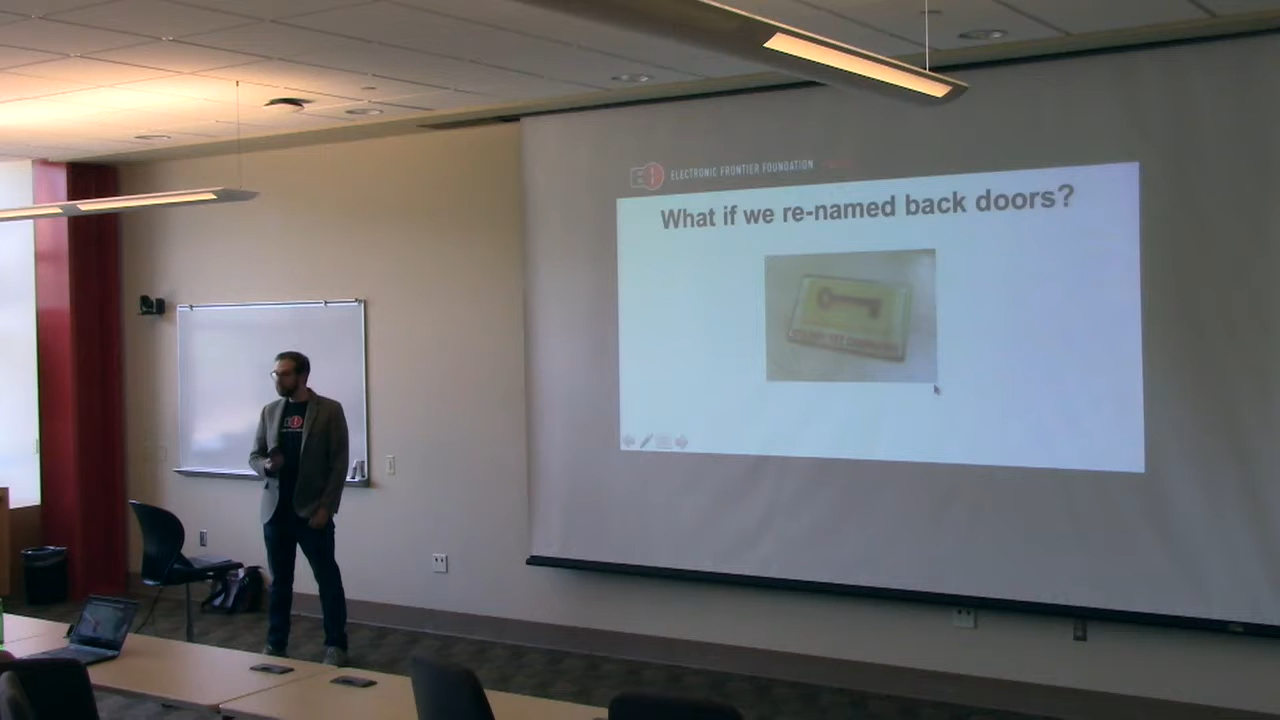 ELECTRONIC FRONTIER FOUNDATION
What if we re-named back doors?